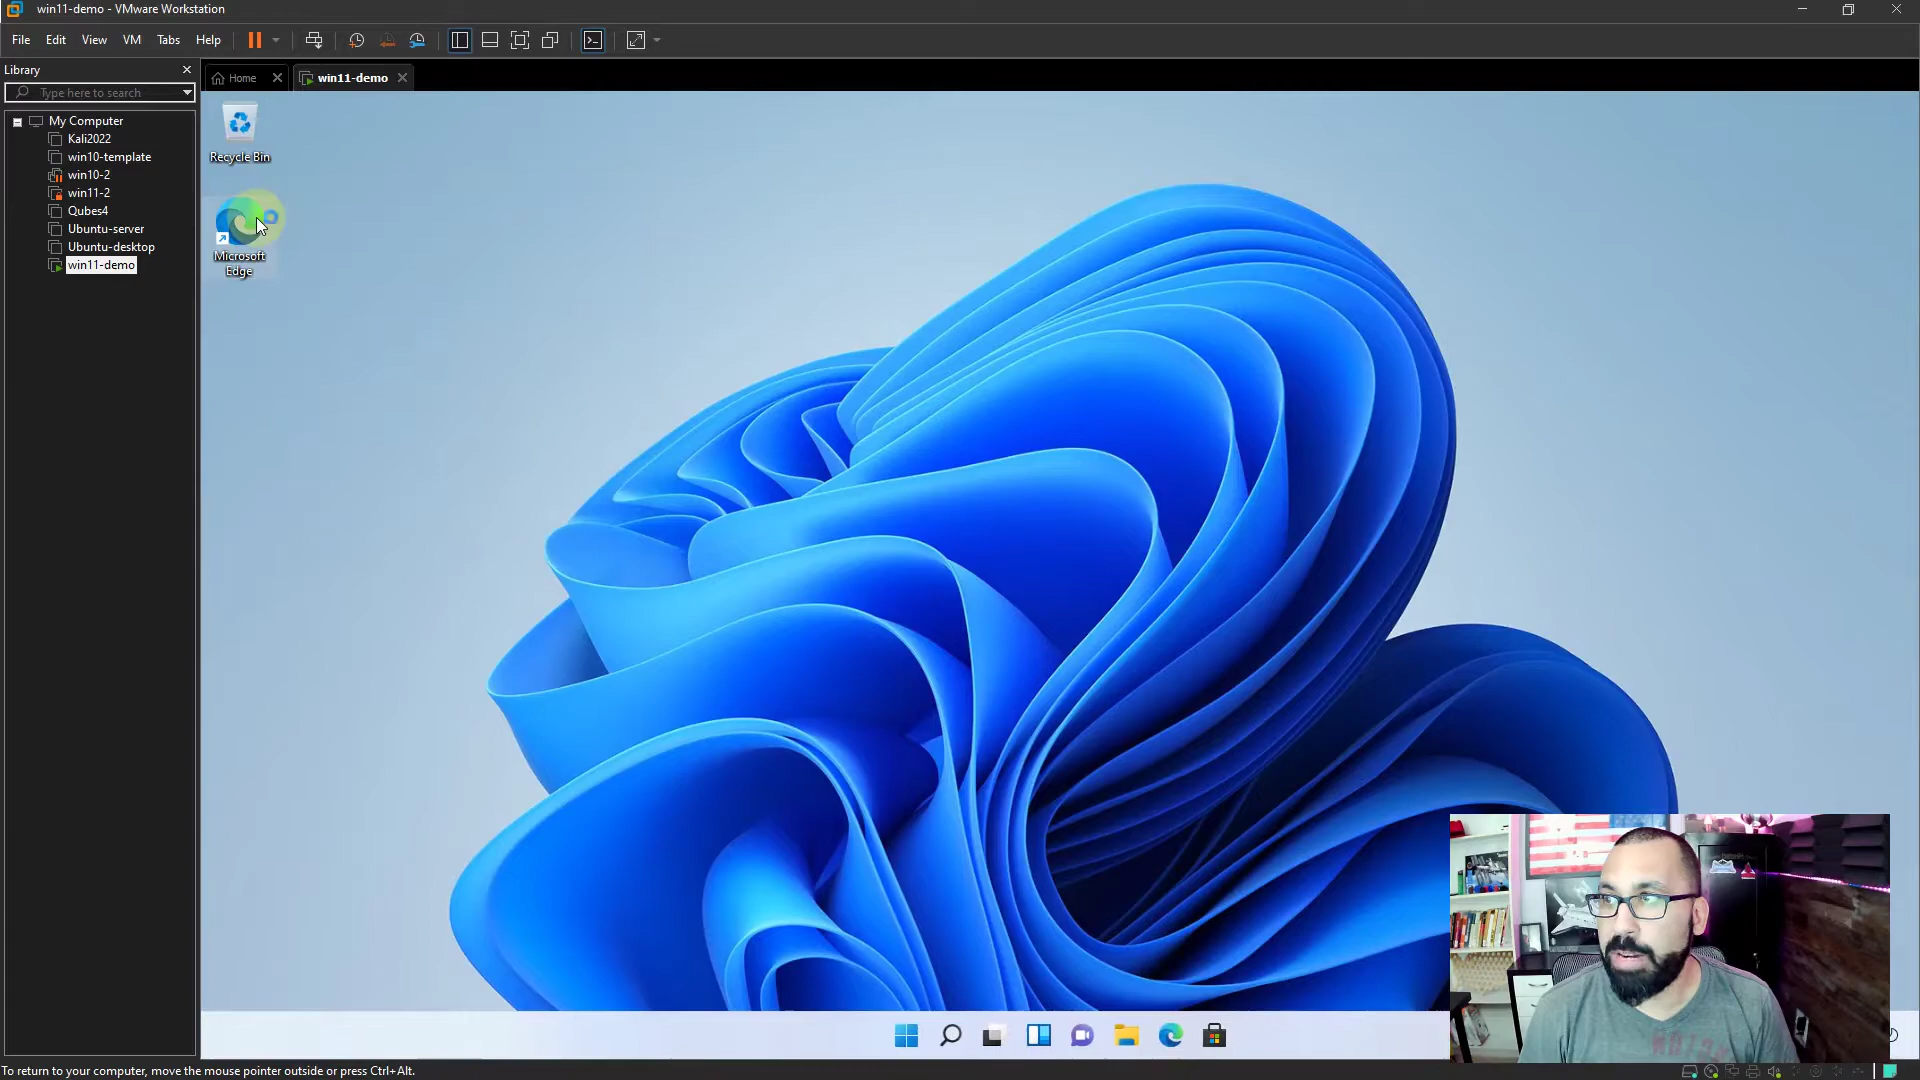 win11-demo - VMware Workstation
File Edit View VM Tabs Help
Library
Home
win11-demo
Type here to search
My Computer
Kali2022
win10-template
win10-2
win11-2
Qubes4
Ubuntu-server
Ubuntu-desktop
win11-demo
Recycle Bin
Microsoft
Edge
To return to your computer, move the mouse pointer outside or press Ctrl+Alt.